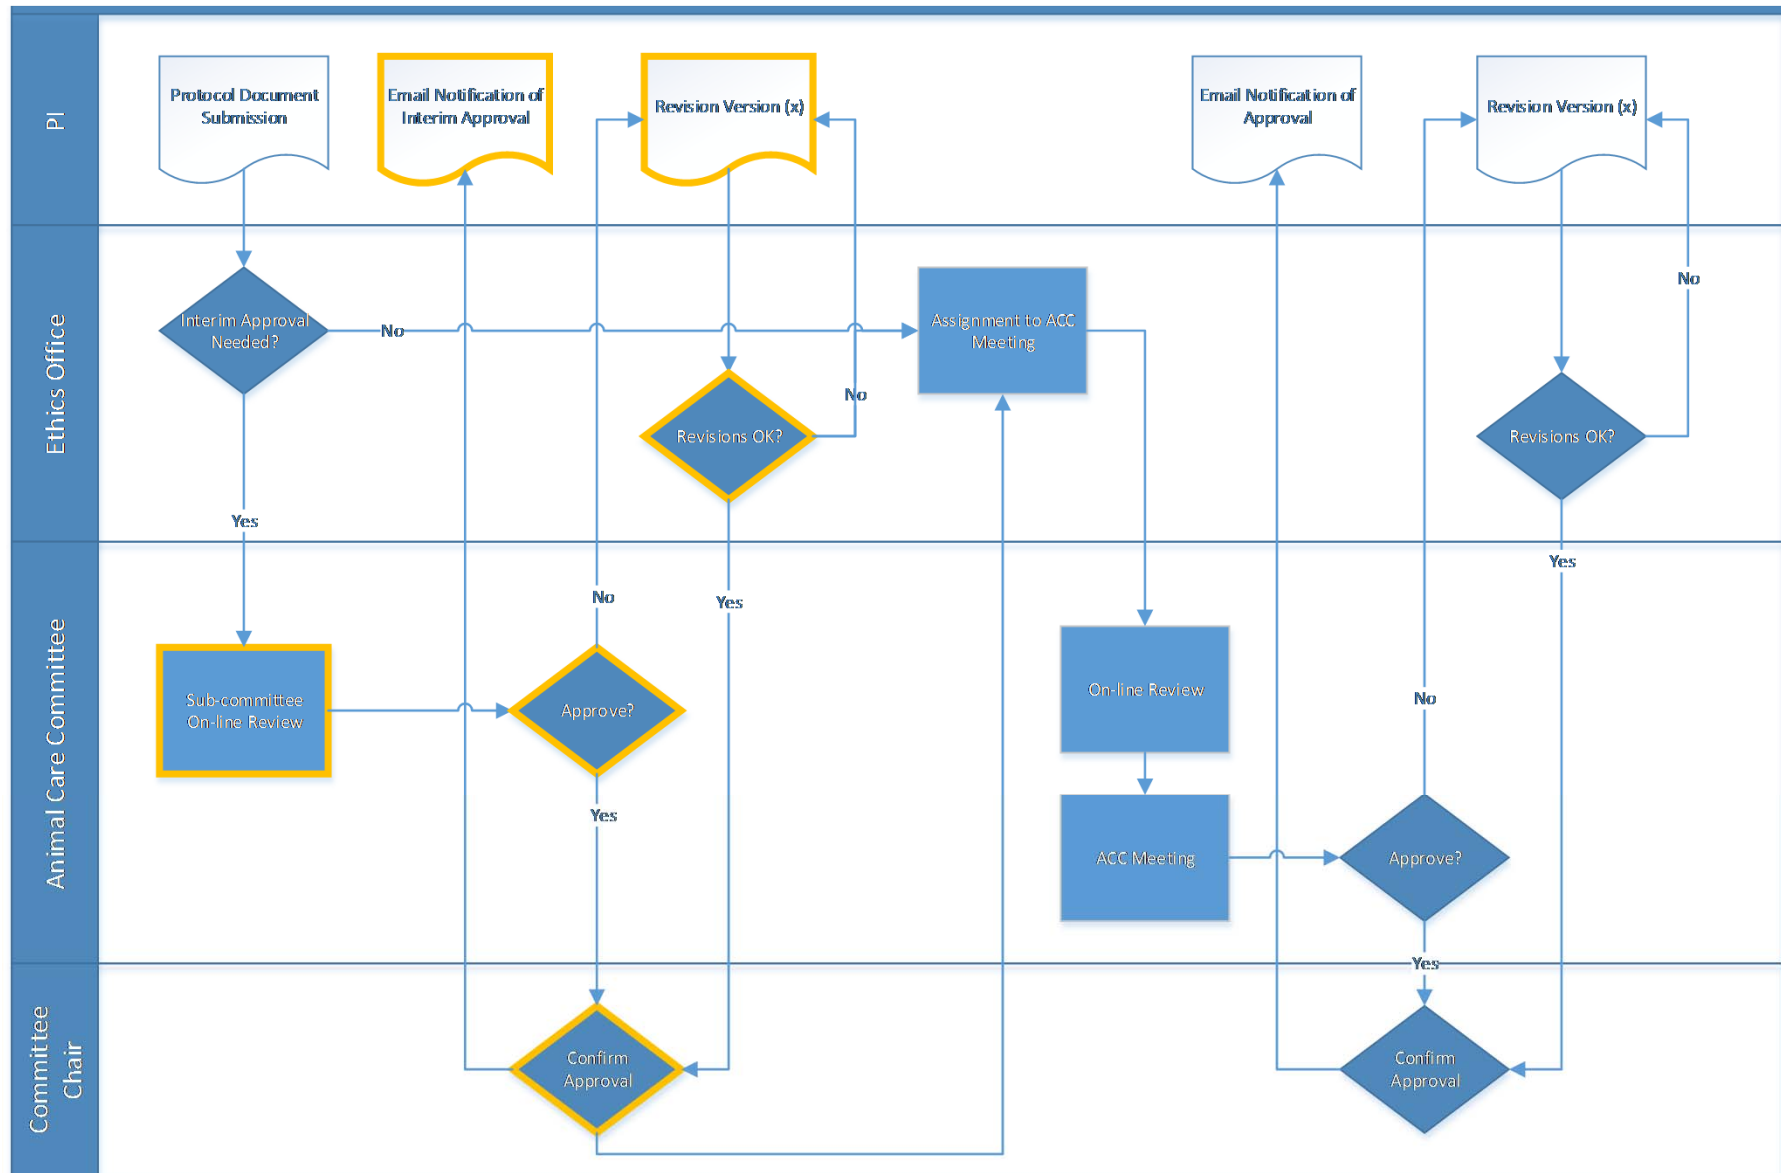 PI
Protocol Document
Submission
Email Notification of
Interim Approval
Revision Version (x)
Email Notification of
Approval
Revision Version (x)
Ethics Office
Interim Approval
Needed?
No
Assignment to ACC
Meeting
No
Revisions OK?
No
Revisions OK?
Yes
Animal Care Committee
Yes
No
Yes
Sub-committee
On-line Review
Approve?
On-line Review
No
Yes
ACC Meeting
Approve?
Yes
Committee
Chair
Confirm
Approval
Confirm
Approval